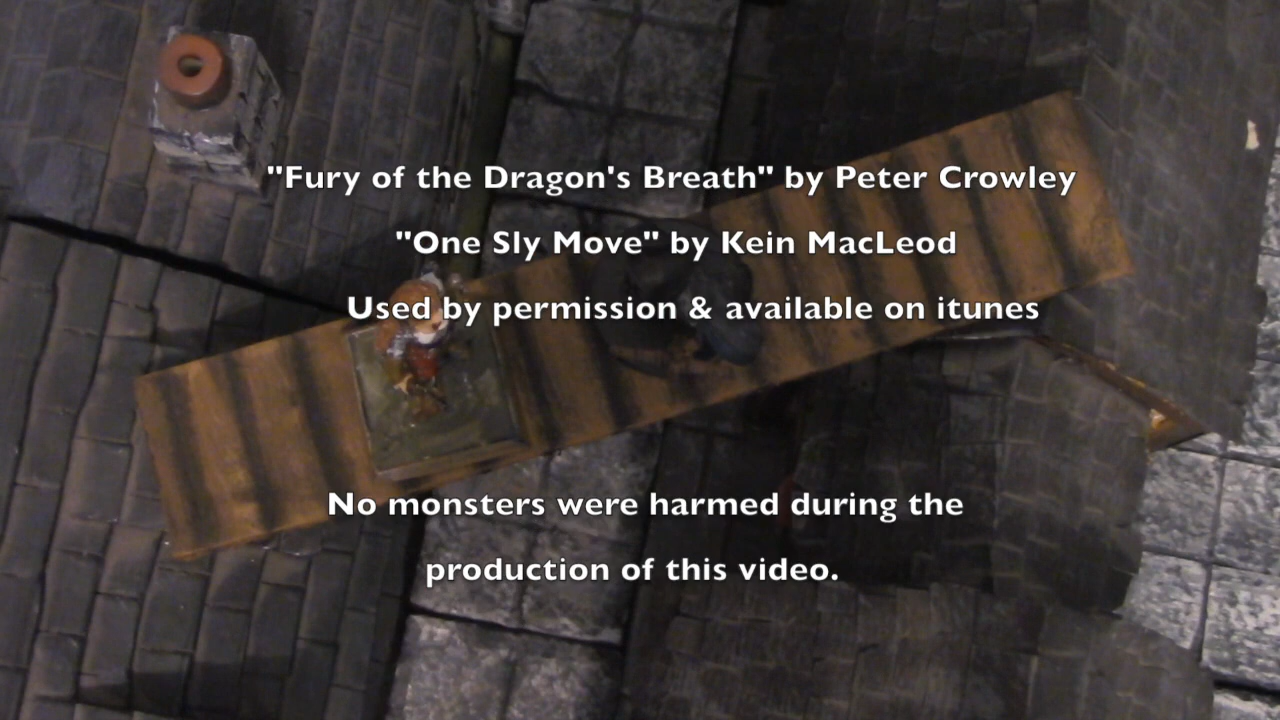 "Fury of the Dragon's Breath" by Peter Crowley
"One Sly Move" by Kein MacLeod
Used by permission & available on itunes
No monsters were harmed during the
production of this video.